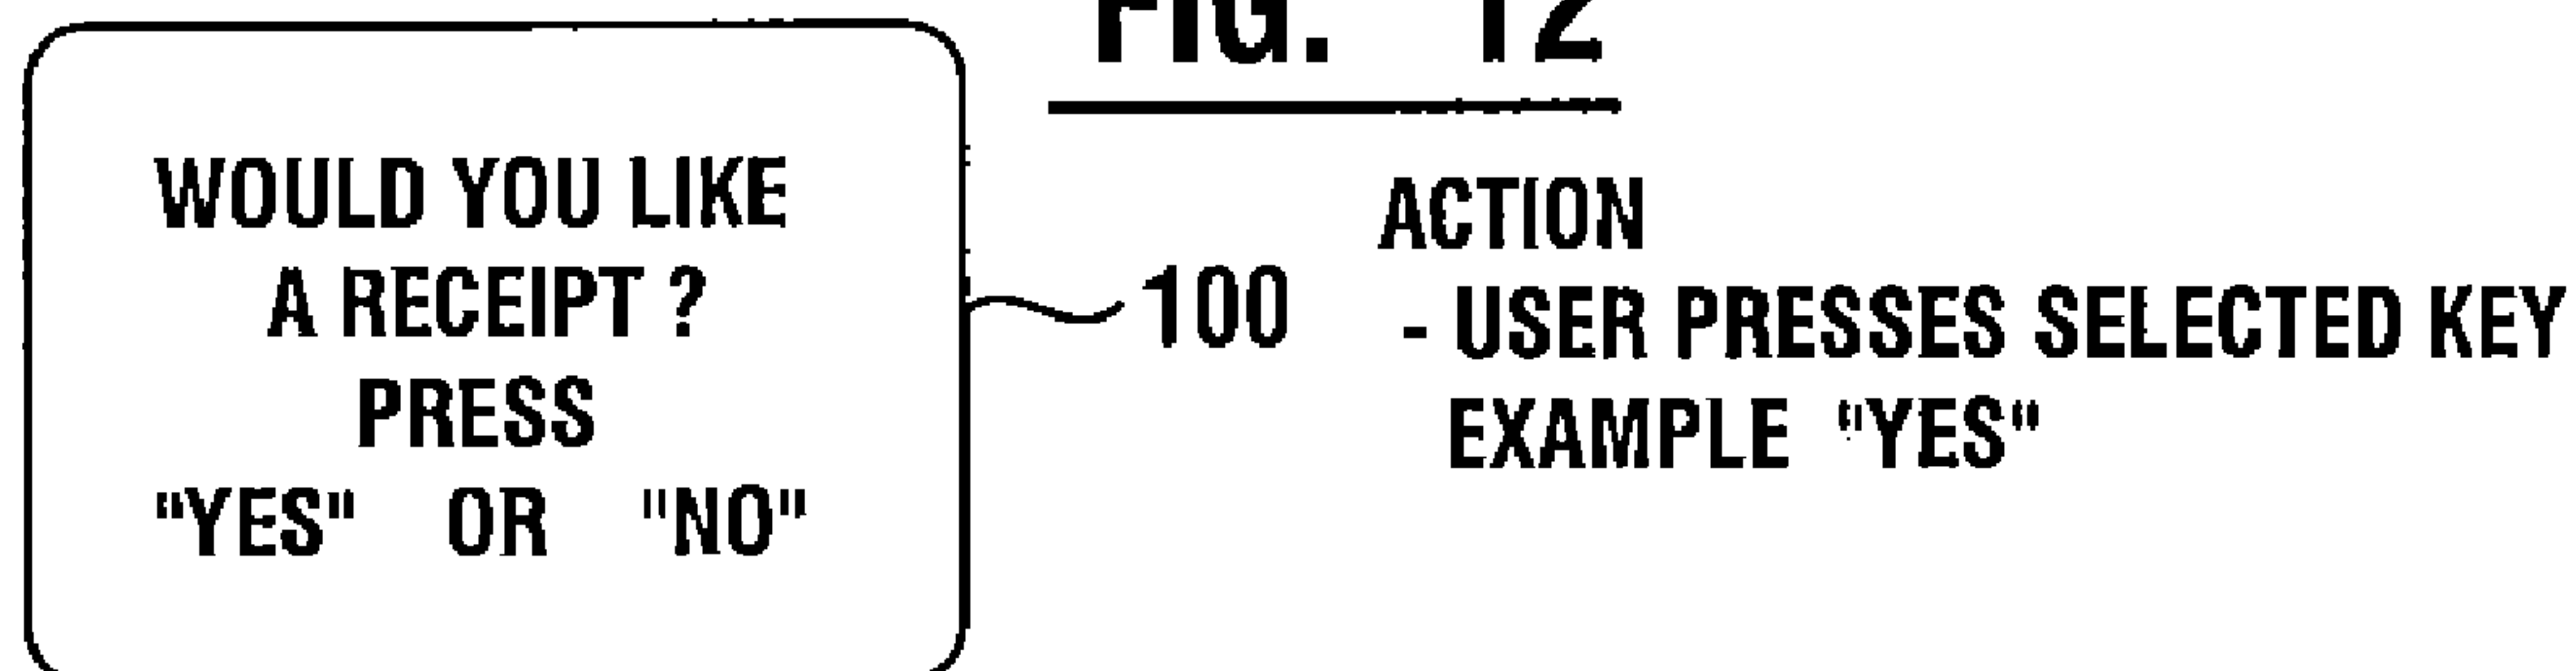 FIG. 12
WOULD YOU LIKE
A RECEIPT ?
PRESS
"YES" OR "NO"
100
ACTION
- USER PRESSES SELECTED KEY
EXAMPLE "YES"